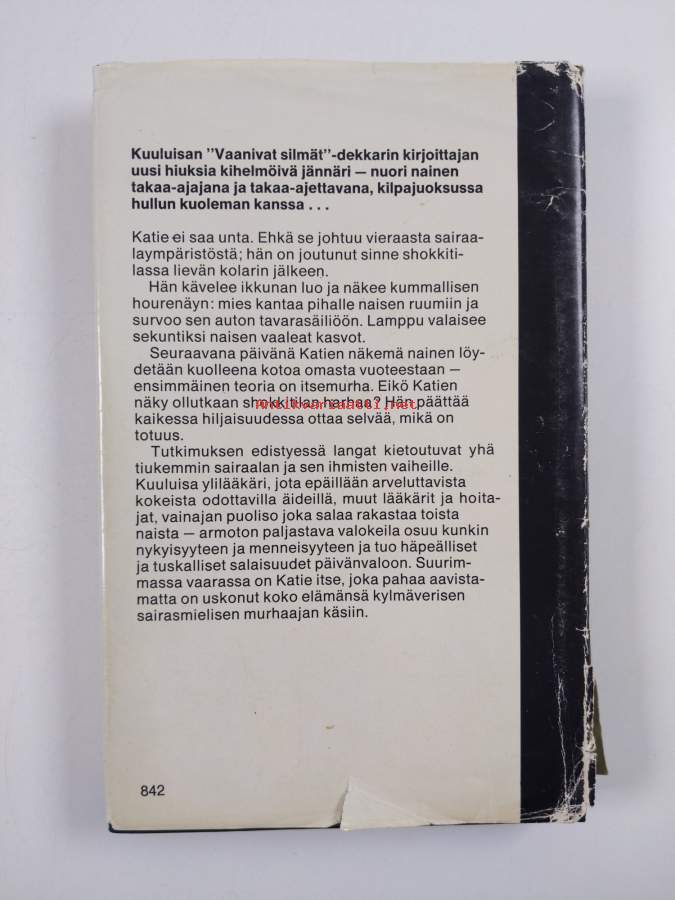 Kuuluisan "Vaanivat silmät"-dekkarin kirjoittajan
uusi hiuksia kihelmöivä jännäri — nuori nainen
takaa-ajajana ja takaa-ajettavana, kilpajuoksussa
hullun kuoleman kanssa ...
Katie ei saa unta. Ehkä se johtuu vieraasta sairaa-
laympäristöstä; hän on joutunut sinne shokkiti-
lassa lievän kolarin jälkeen.
Hän kävelee ikkunan luo ja näkee kummallisen
hourenäyn: mies kantaa pihalle naisen ruumiin ja
survoo sen auton tavarasäiliöön. Lamppu valaisee
sekuntiksi naisen vaaleat kasvot.
Seuraavana päivänä Katien näkemä nainen löy-
detään kuolleena kotoa omasta vuoteestaan —
ensimmäinen teoria on itsemurha. Eikö Katien
näky ollutkaan shokkitilan harhaa? Hän päättää
Antikvariaatti.net
kaikessa hiljaisuudessa ottaa selvää, mikä on
totuus.
Tutkimuksen edistyessä langat kietoutuvat yhä
tiukemmin sairaalan ja sen ihmisten vaiheille.
Kuuluisa ylilääkäri, jota epäillään arveluttavista
kokeista odottavilla äideillä, muut lääkärit ja hoita-
jat, vainajan puoliso joka salaa rakastaa toista
naista — armoton paljastava valokeila osuu kunkin
nykyisyyteen ja menneisyyteen ja tuo häpeälliset
ja tuskalliset salaisuudet päivänvaloon. Suurim-
massa vaarassa on Katie itse, joka pahaa aavista-
matta on uskonut koko elämänsä kylmäverisen
sairasmielisen murhaajan käsiin.
842